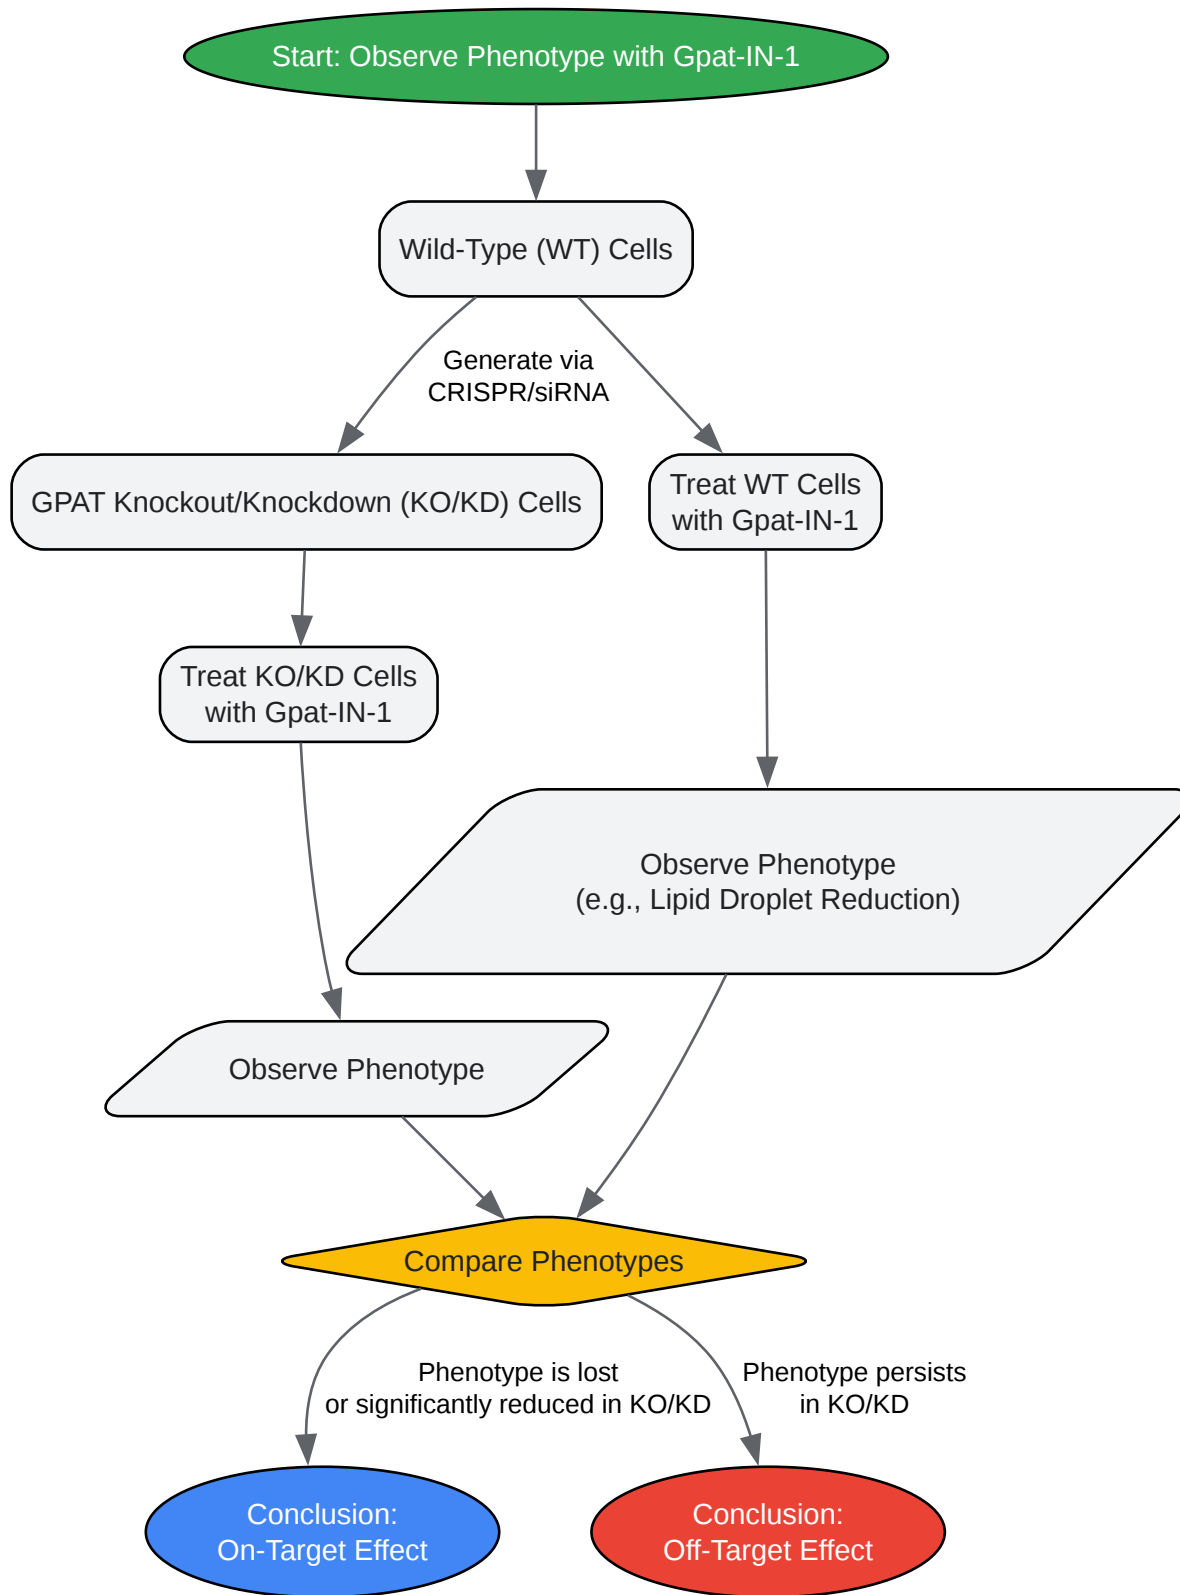 Start: Observe Phenotype with Gpat-IN-1
Wild-Type (WT) Cells
Generate via
CRISPR/siRNA
GPAT Knockout/Knockdown (KO/KD) Cells
Treat WT Cells
with Gpat-IN-1
Treat KO/KD Cells
with Gpat-IN-1
Observe Phenotype
(e.g., Lipid Droplet Reduction)
Observe Phenotype
Compare Phenotypes
Phenotype is lost
or significantly reduced in KO/KD
Phenotype persists
in KO/KD
Conclusion:
On-Target Effect
Conclusion:
Off-Target Effect